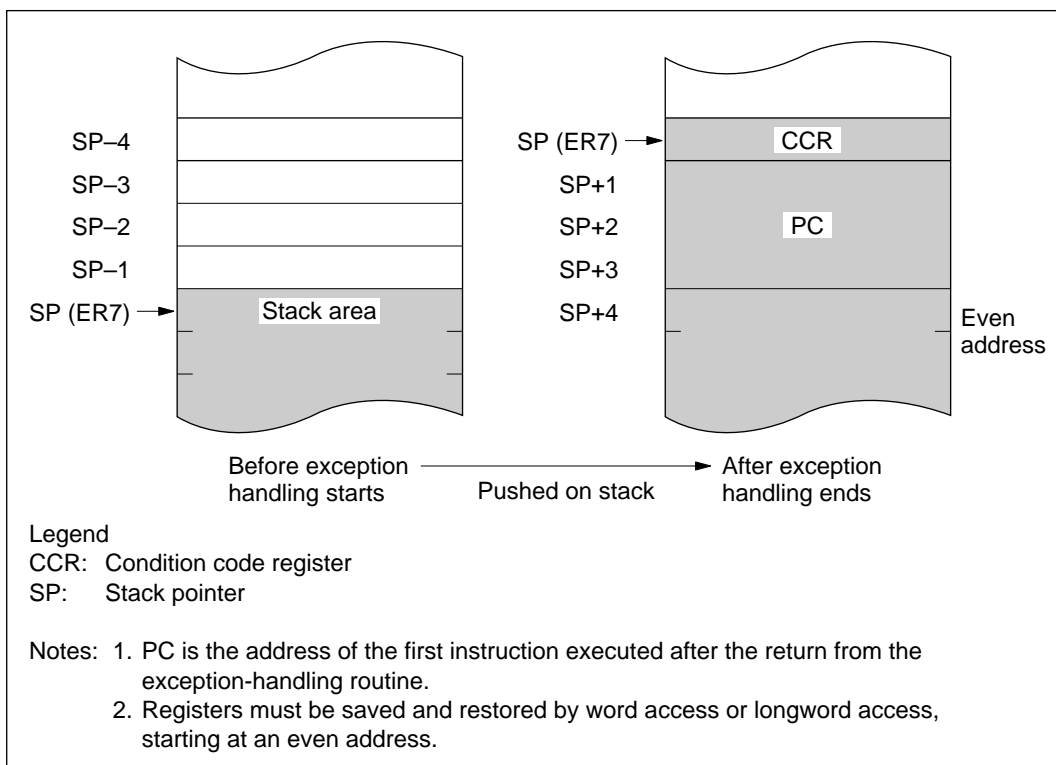 SP–4
SP–3
SP–2
SP–1
SP (ER7)
Stack area
SP (ER7)
SP+1
SP+2
SP+3
SP+4
CCR
PC
Even
address
Before exception
handling starts
Pushed on stack
After exception
handling ends
Legend
CCR: Condition code register
SP: Stack pointer
Notes: 1. PC is the address of the first instruction executed after the return from the
exception-handling routine.
2. Registers must be saved and restored by word access or longword access,
starting at an even address.